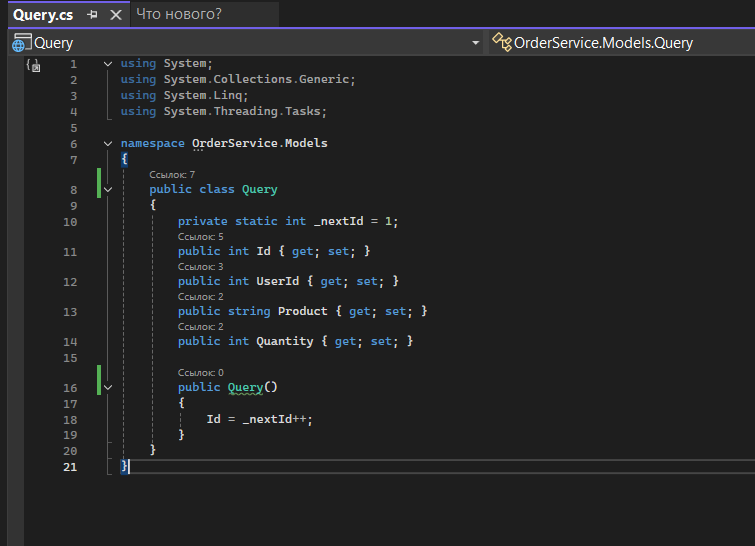 Query.cs Что нового?
Query OrderService.Models.Query
1 using System;
2 using System.Collections.Generic;
3 using System.Linq;
4 using System.Threading.Tasks;
5
6 namespace OrderService.Models
7 {
Ссылок: 7
8 public class Query
9 {
10 private static int _nextId = 1;
Ссылок: 5
11 public int Id { get; set; }
Ссылок: 3
12 public int UserId { get; set; }
Ссылок: 2
13 public string Product { get; set; }
Ссылок: 2
14 public int Quantity { get; set; }
15
Ссылок: 0
16 public Query()
17 {
18 Id = _nextId++;
19 }
20 }
21 }